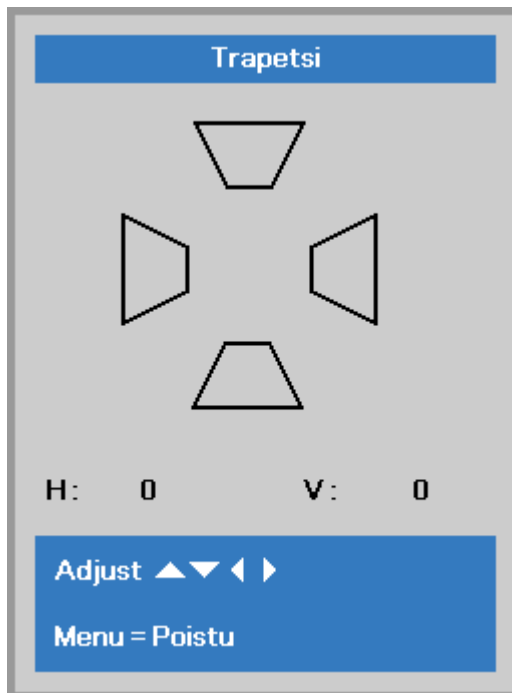 Trapetsi
H: 0 V: 0
Adjust ▲▼◀▶
Menu = Poistu